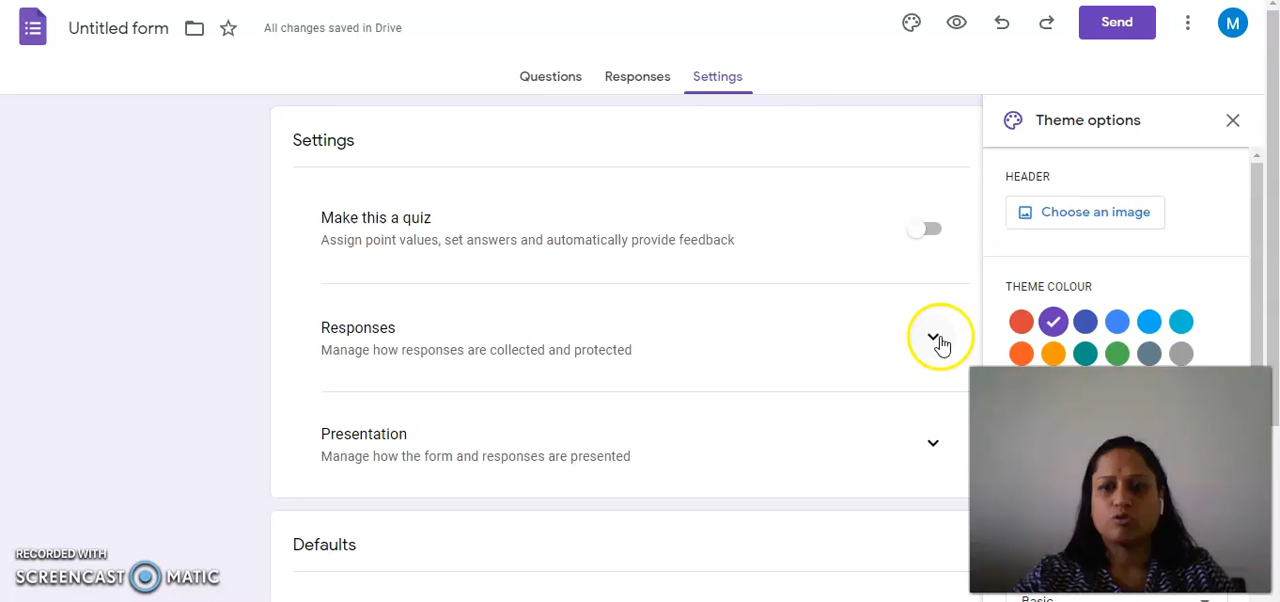 Untitled form
All changes saved in Drive
Send
M
Questions
Responses
Settings
Settings
Make this a quiz
Assign point values, set answers and automatically provide feedback
Responses
Manage how responses are collected and protected
Presentation
Manage how the form and responses are presented
Defaults
Theme options
HEADER
Choose an image
THEME COLOUR
Basic
RECORDED WITH
SCREENCAST MATIC